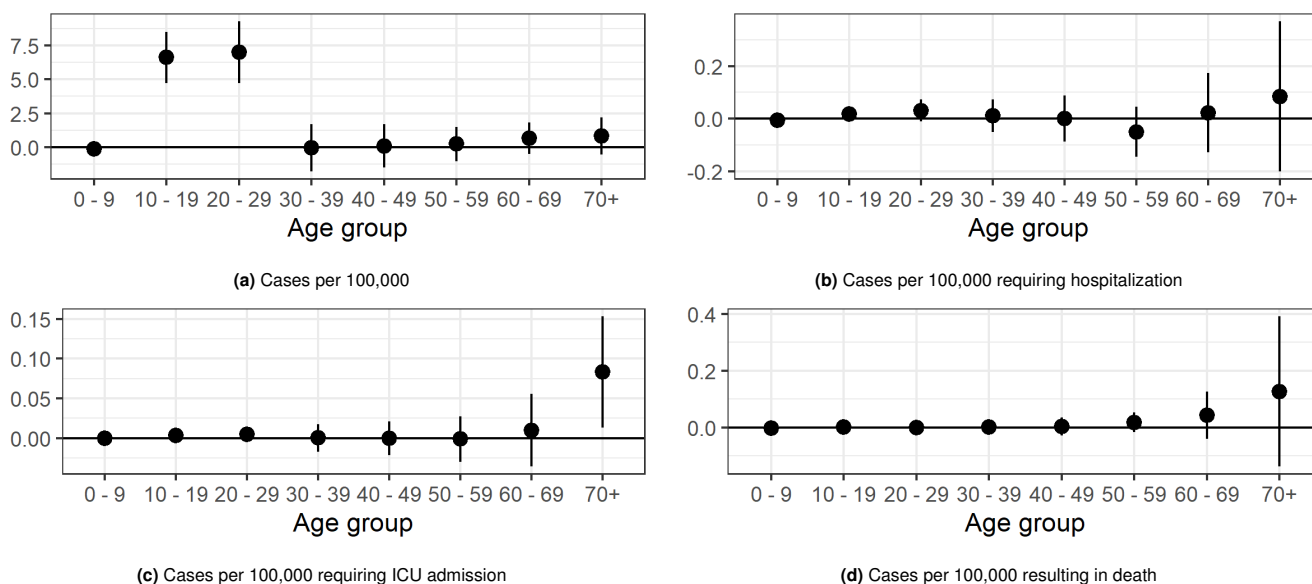 7.5
5.0
2.5
0.0
0 - 9 10 - 19 20 - 29 30 - 39 40 - 49 50 - 59 60 - 69 70+
Age group
(a) Cases per 100,000
0.2
0.0
-0.2
0 - 9 10 - 19 20 - 29 30 - 39 40 - 49 50 - 59 60 - 69 70+
Age group
(b) Cases per 100,000 requiring hospitalization
0.15
0.10
0.05
0.00
0 - 9 10 - 19 20 - 29 30 - 39 40 - 49 50 - 59 60 - 69 70+
Age group
(c) Cases per 100,000 requiring ICU admission
0.4
0.2
0.0
0 - 9 10 - 19 20 - 29 30 - 39 40 - 49 50 - 59 60 - 69 70+
Age group
(d) Cases per 100,000 resulting in death